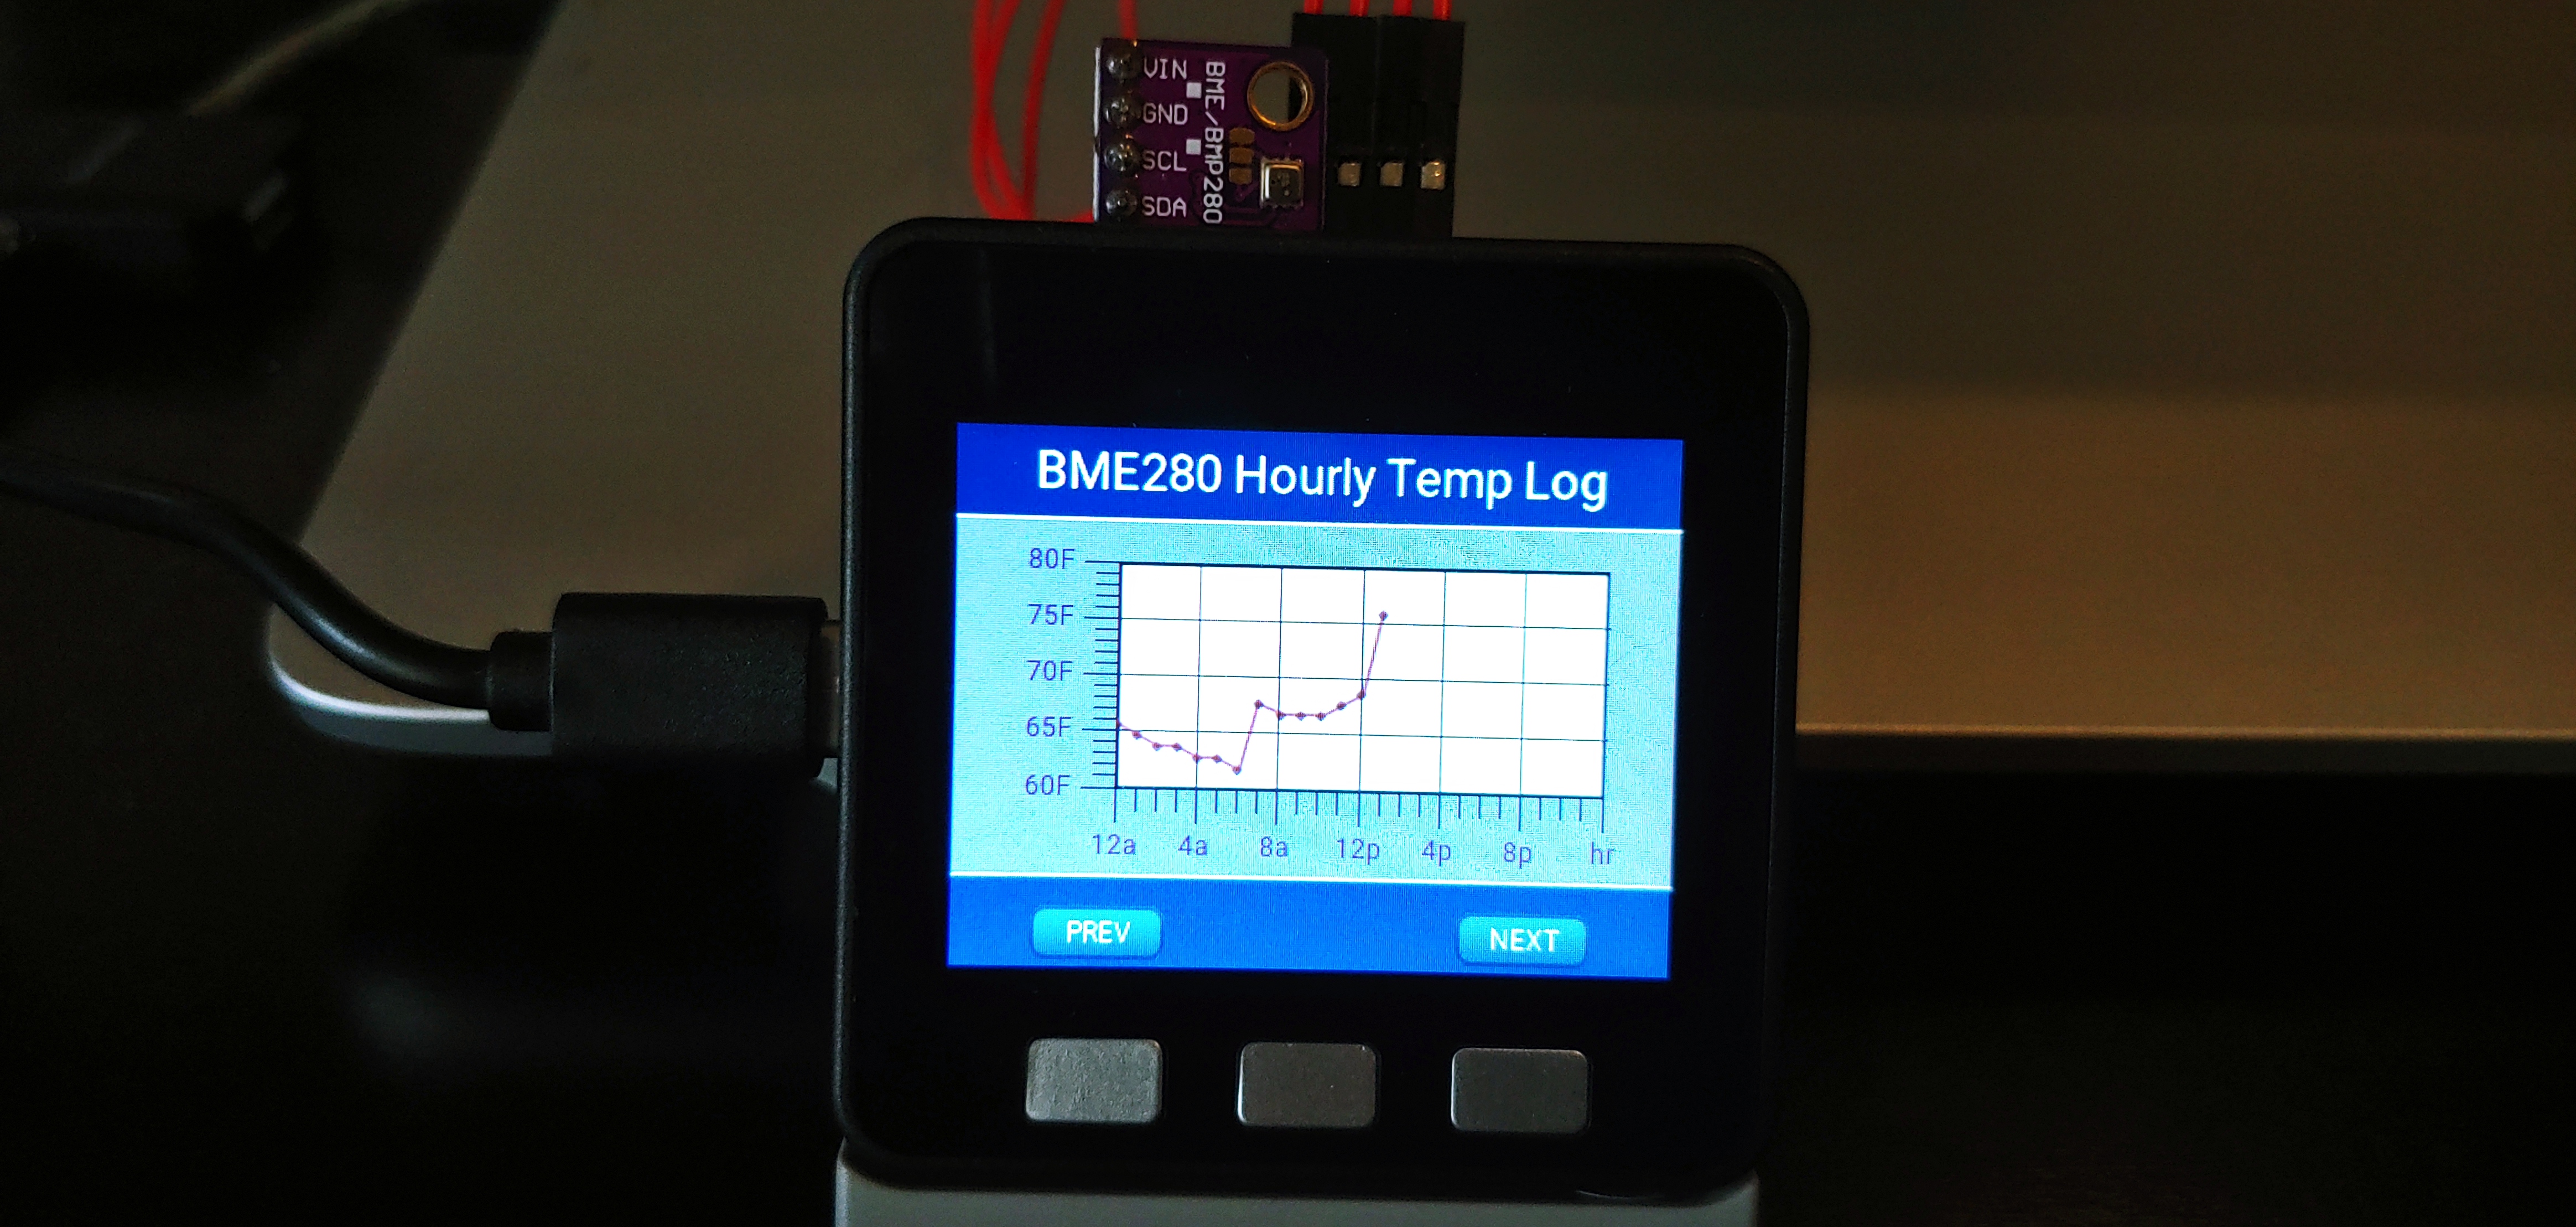 VIN
GND
SCL
SDA
BME/BMP280
BME280 Hourly Temp Log
80F
75F
70F
65F
60F
12a 4a 8a 12p 4p 8p hr
PREV NEXT